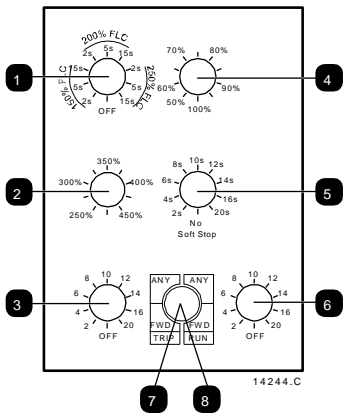 200% FLC
2s 5s 15s
150% FLC
15s 5s 2s
250% FLC
2s 5s 15s
OFF
1
70% 80%
60% 90%
50% 100%
4
350%
300% 400%
250% 450%
2
8s 10s 12s
6s 14s
4s 16s
2s 20s
No
Soft Stop
5
8 10 12
6 14
4 16
2 20
OFF
3
ANY ANY
FWD FWD
TRIP RUN
8 10 12
6 14
4 16
2 20
OFF
6
14244.C
7 8